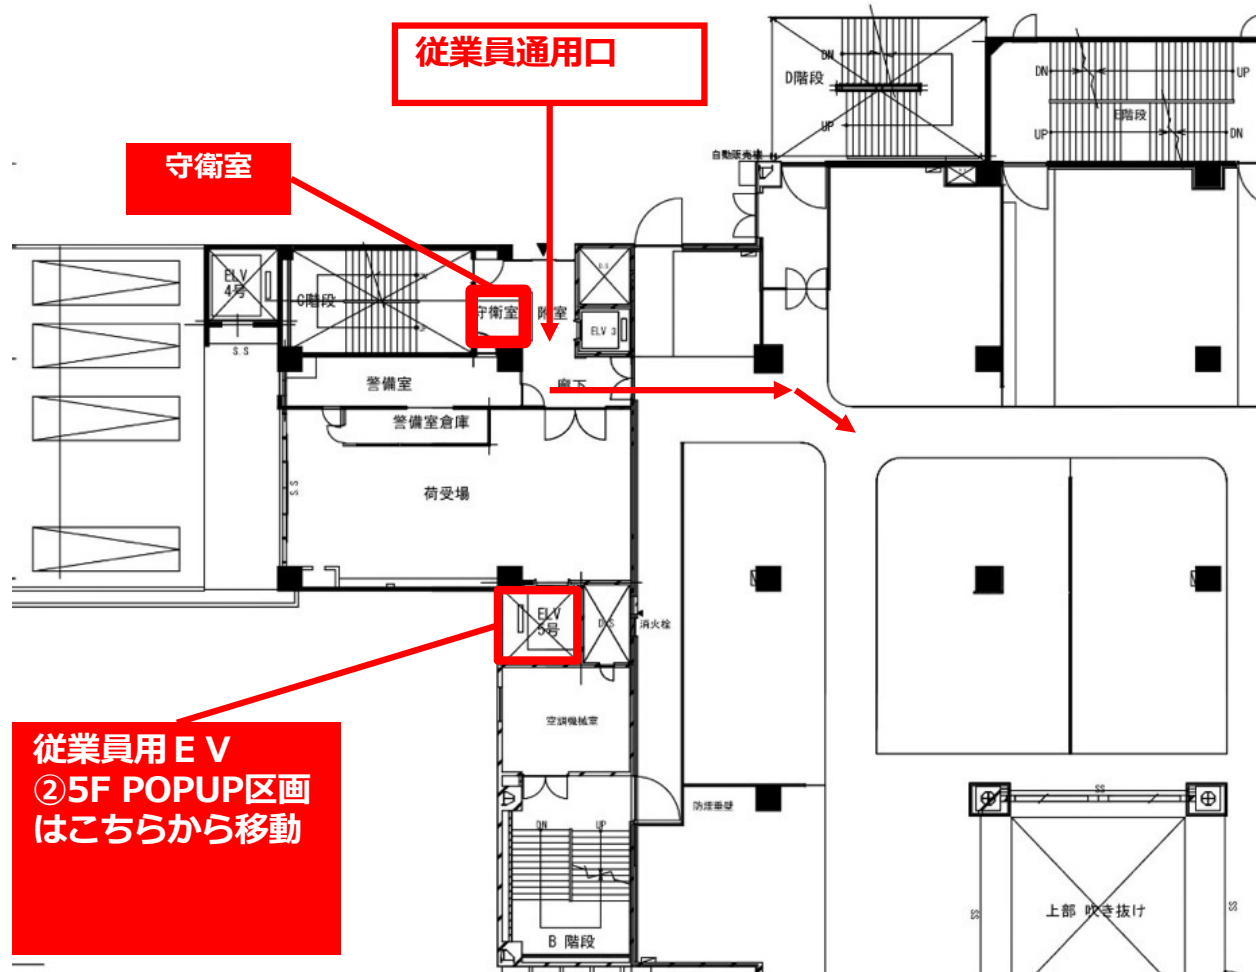 従業員通用口
守衛室
DN
D階段
UP
DN
UP
E階段
UP
DN
自動販売機
ELV
4号
C階段
守衛室
附室
D.S
ELV 3
S.S
警備室
廊下
警備室倉庫
荷受場
S.S
ELV
5号
D.S
消火栓
空調機械室
従業員用ＥＶ
②5F POPUP区画
はこちらから移動
DN
UP
防煙垂壁
B 階段
SS
SS
上部 吹き抜け
SS